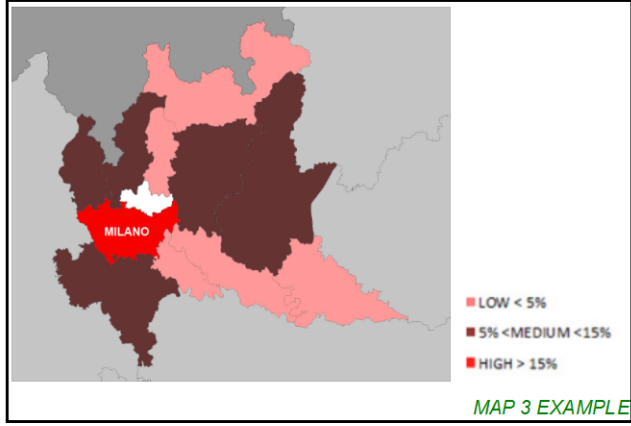 MILANO
LOW < 5%
5% <MEDIUM <15%
HIGH > 15%
MAP 3 EXAMPLE